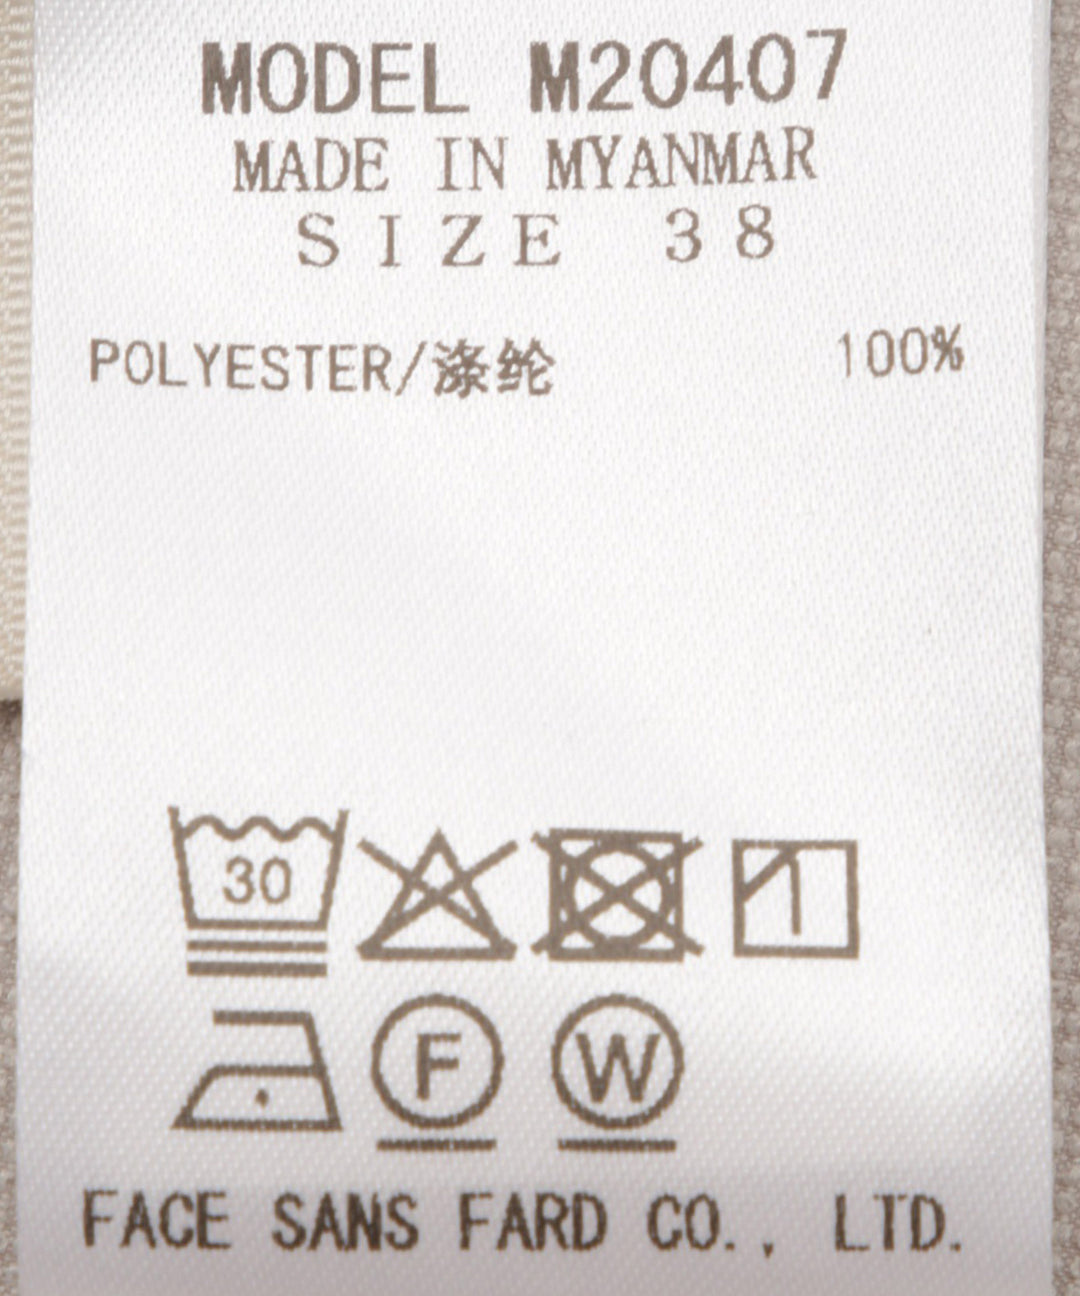 MODEL M20407
MADE IN MYANMAR
SIZE 38
POLYESTER/涤纶 100%
30
F W
FACE SANS FARD CO., LTD.